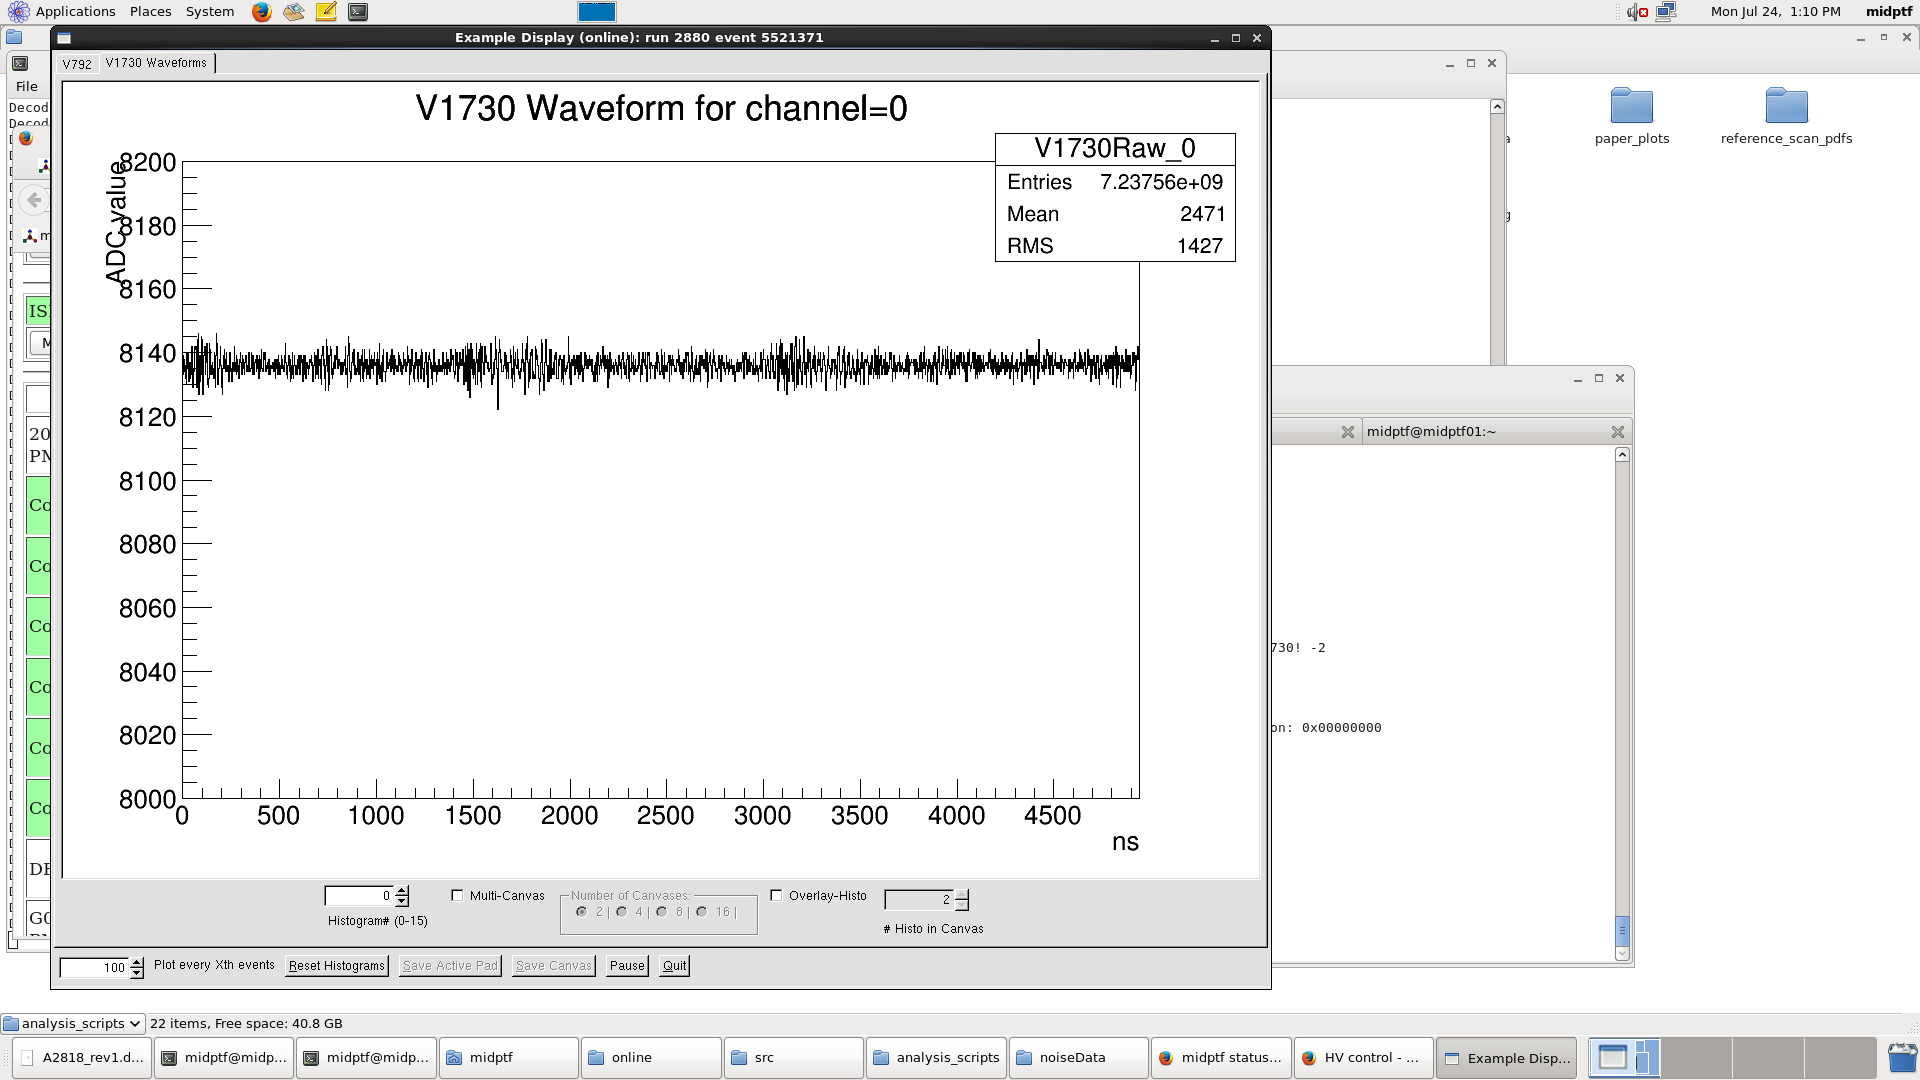 Applications Places System
Mon Jul 24, 1:10 PM midptf
Example Display (online): run 2880 event 5521371
V792 V1730 Waveforms
File
Decod
Decod
V1730 Waveform for channel=0
V1730Raw_0
Entries 7.23756e+09
Mean 2471
RMS 1427
ADC value
8200
8180
8160
8140
8120
8100
8080
8060
8040
8020
8000
0 500 1000 1500 2000 2500 3000 3500 4000 4500
ns
m
IS
M
20
PM
Co
Co
Co
Co
Co
Co
DE
G0
paper_plots reference_scan_pdfs
midptf@midptf01:~
730! -2
on: 0x00000000
0 Multi-Canvas Number of Canvases: Overlay-Histo 2
2 | 4 | 8 | 16 |
Histogram# (0-15) # Histo in Canvas
100 Plot every Xth events Reset Histograms Save Active Pad Save Canvas Pause Quit
analysis_scripts 22 items, Free space: 40.8 GB
A2818_rev1.d... midptf@midp... midptf@midp... midptf online src analysis_scripts noiseData midptf status... HV control - ... Example Disp...